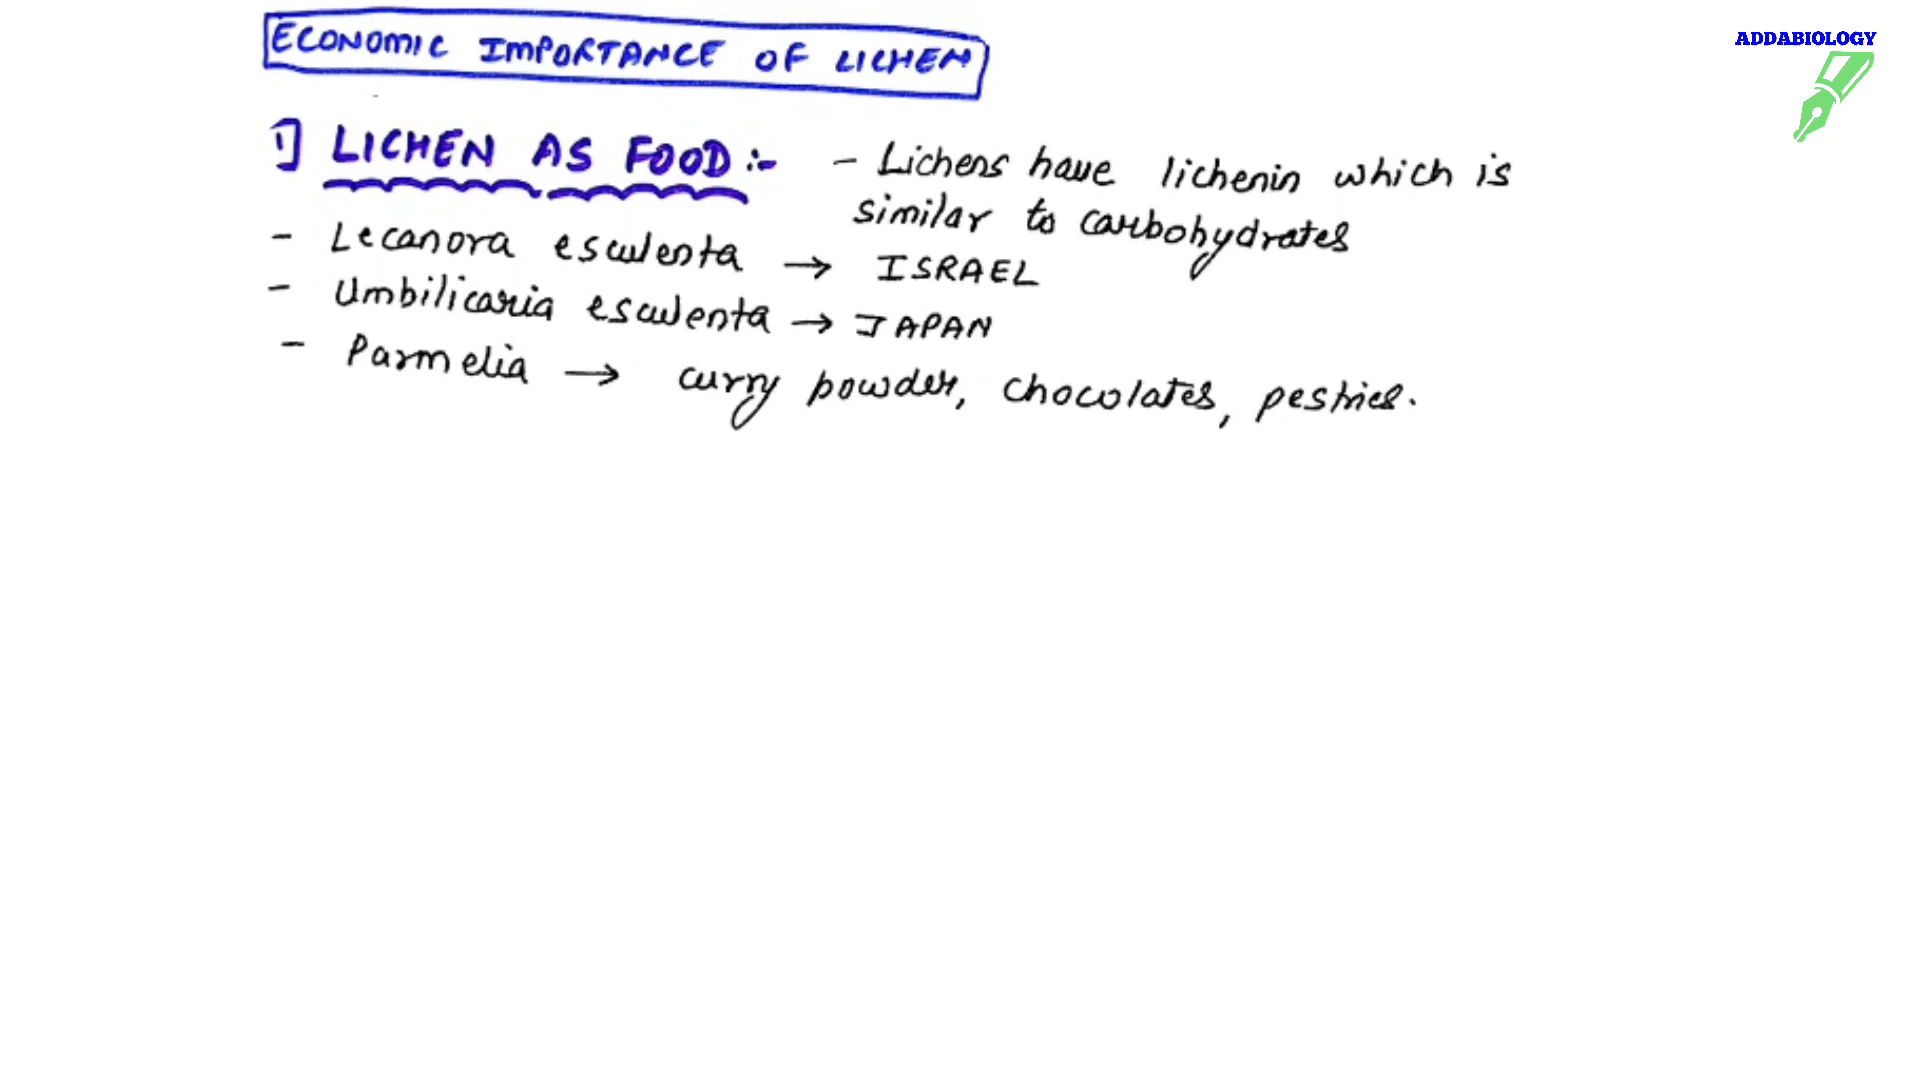 ECONOMIC IMPORTANCE OF LICHEN
ADDABIOLOGY
1] LICHEN AS FOOD :- - Lichens have lichenin which is
similar to carbohydrates
- Lecanora esculenta → ISRAEL
- Umbilicaria esculenta → JAPAN
- Parmelia → curry powder, chocolates, pestries.